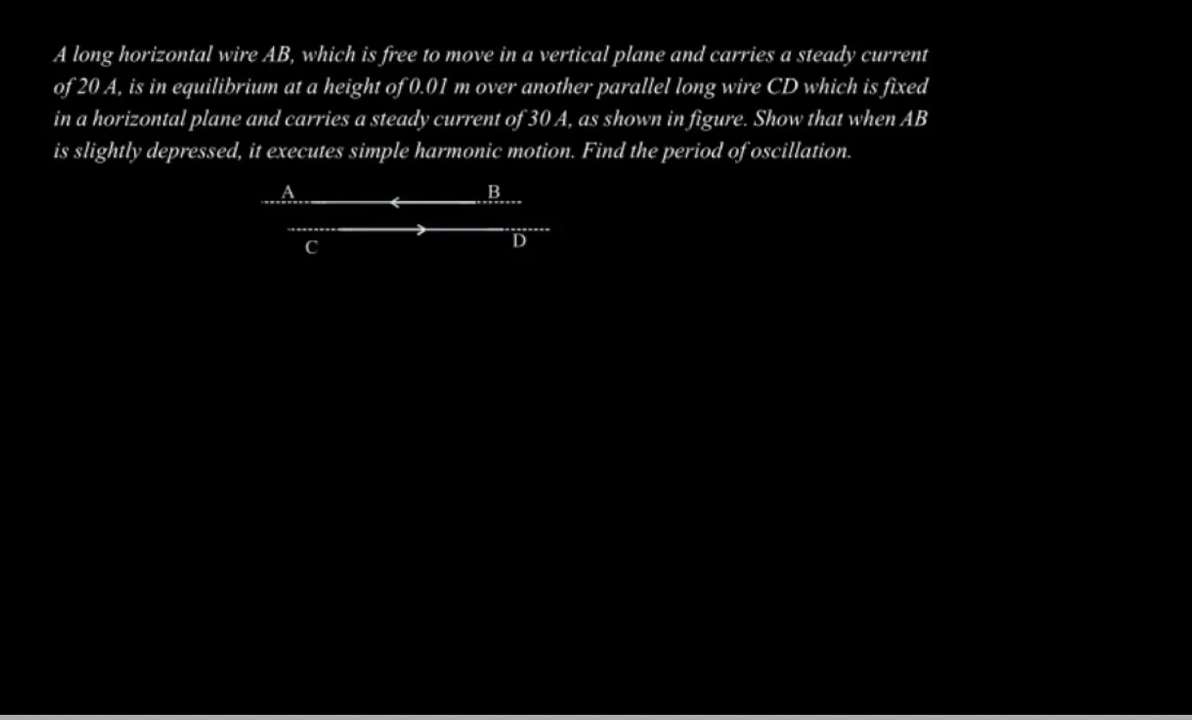 A long horizontal wire AB, which is free to move in a vertical plane and carries a steady current
of 20 A, is in equilibrium at a height of 0.01 m over another parallel long wire CD which is fixed
in a horizontal plane and carries a steady current of 30 A, as shown in figure. Show that when AB
is slightly depressed, it executes simple harmonic motion. Find the period of oscillation.
A B
C D